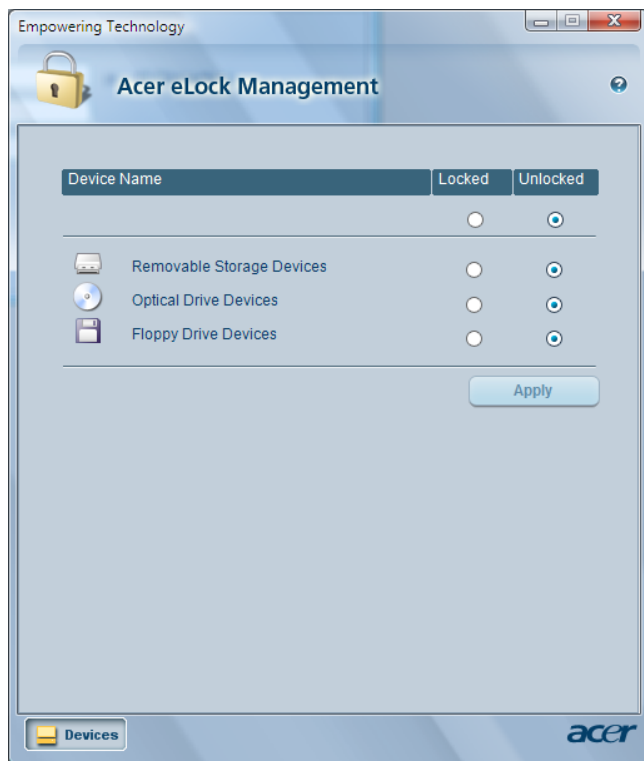 Empowering Technology
Acer eLock Management
Device Name Locked Unlocked
Removable Storage Devices
Optical Drive Devices
Floppy Drive Devices
Apply
Devices
acer